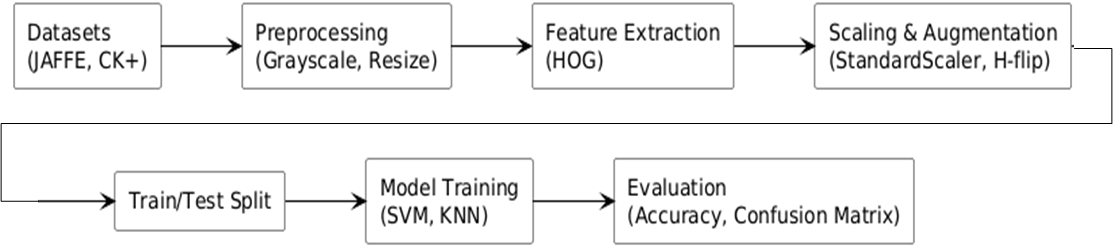 Datasets
(JAFFE, CK+)
Preprocessing
(Grayscale, Resize)
Feature Extraction
(HOG)
Scaling & Augmentation
(StandardScaler, H-flip)
Train/Test Split
Model Training
(SVM, KNN)
Evaluation
(Accuracy, Confusion Matrix)